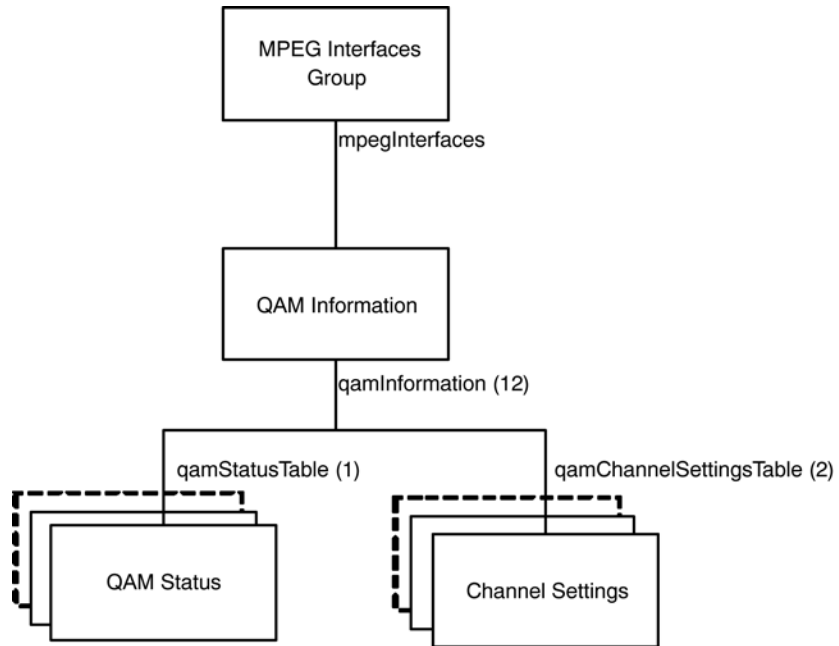 MPEG Interfaces
Group
mpegInterfaces
QAM Information
qamInformation (12)
qamStatusTable (1)
qamChannelSettingsTable (2)
QAM Status
Channel Settings